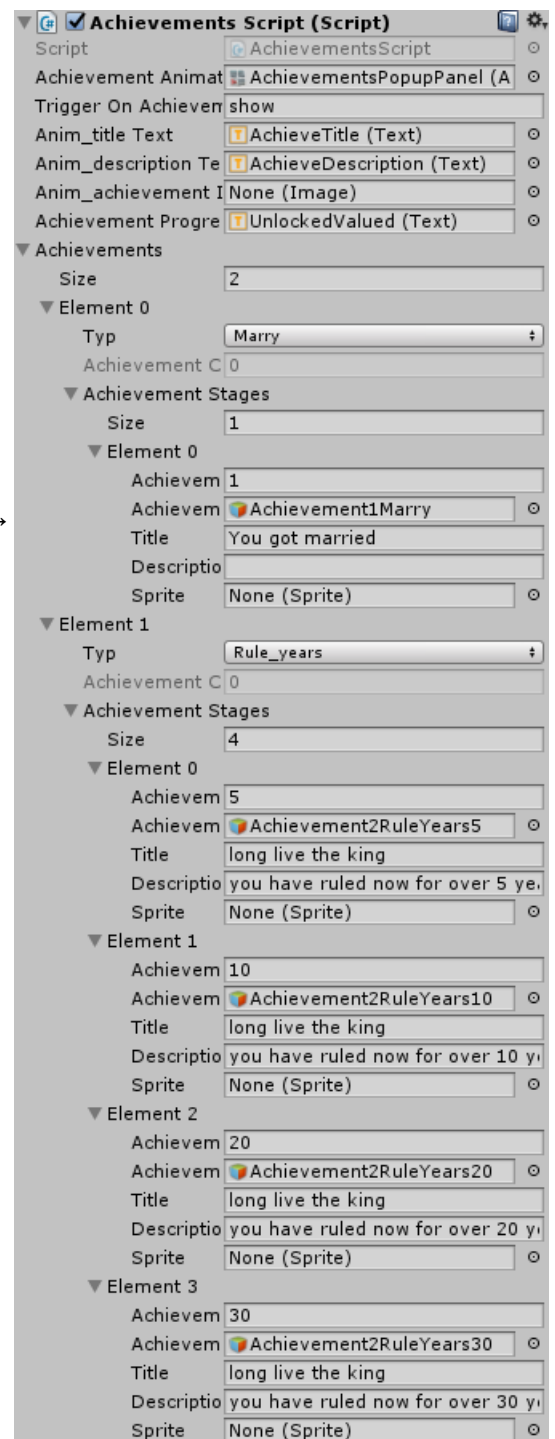 Achievements Script (Script)
Script AchievementsScript
Achievement Animat AchievementsPopupPanel (A
Trigger On Achievem show
Anim_title Text AchieveTitle (Text)
Anim_description Te AchieveDescription (Text)
Anim_achievement I None (Image)
Achievement Progre UnlockedValued (Text)
Achievements
Size 2
Element 0
Typ Marry
Achievement C 0
Achievement Stages
Size 1
Element 0
Achievem 1
Achievem Achievement1Marry
Title You got married
Descriptio
Sprite None (Sprite)
Element 1
Typ Rule_years
Achievement C 0
Achievement Stages
Size 4
Element 0
Achievem 5
Achievem Achievement2RuleYears5
Title long live the king
Descriptio you have ruled now for over 5 yea
Sprite None (Sprite)
Element 1
Achievem 10
Achievem Achievement2RuleYears10
Title long live the king
Descriptio you have ruled now for over 10 y
Sprite None (Sprite)
Element 2
Achievem 20
Achievem Achievement2RuleYears20
Title long live the king
Descriptio you have ruled now for over 20 y
Sprite None (Sprite)
Element 3
Achievem 30
Achievem Achievement2RuleYears30
Title long live the king
Descriptio you have ruled now for over 30 y
Sprite None (Sprite)